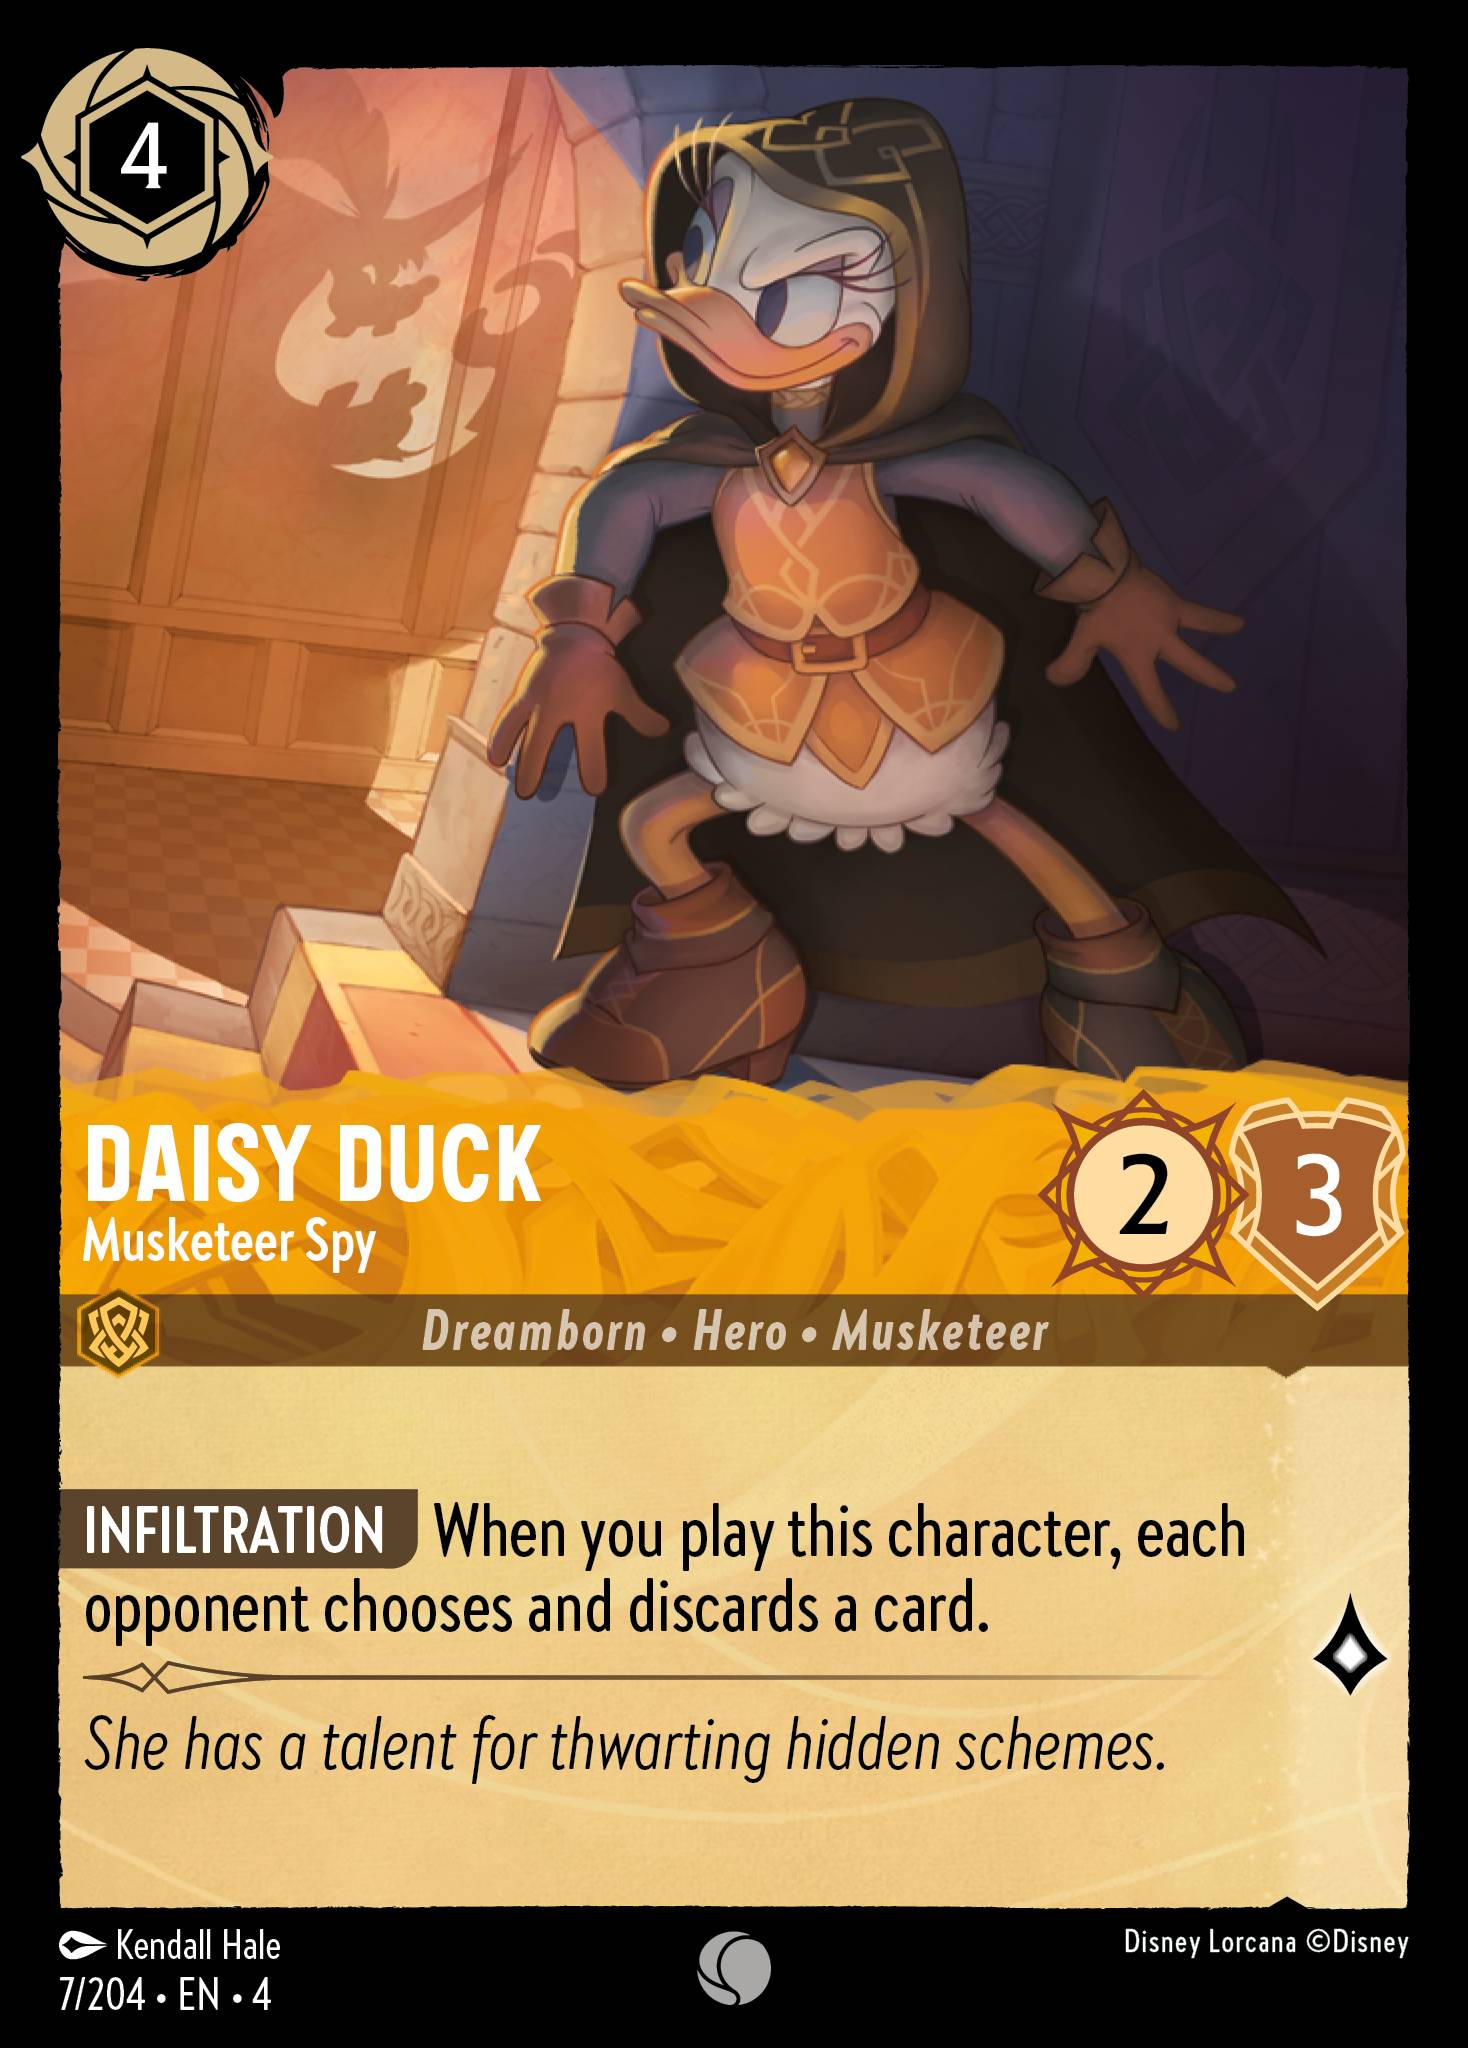 4
DAISY DUCK
Musketeer Spy
2
3
Dreamborn • Hero • Musketeer
INFILTRATION When you play this character, each
opponent chooses and discards a card.
She has a talent for thwarting hidden schemes.
Kendall Hale
7/204 • EN • 4
Disney Lorcana ©Disney